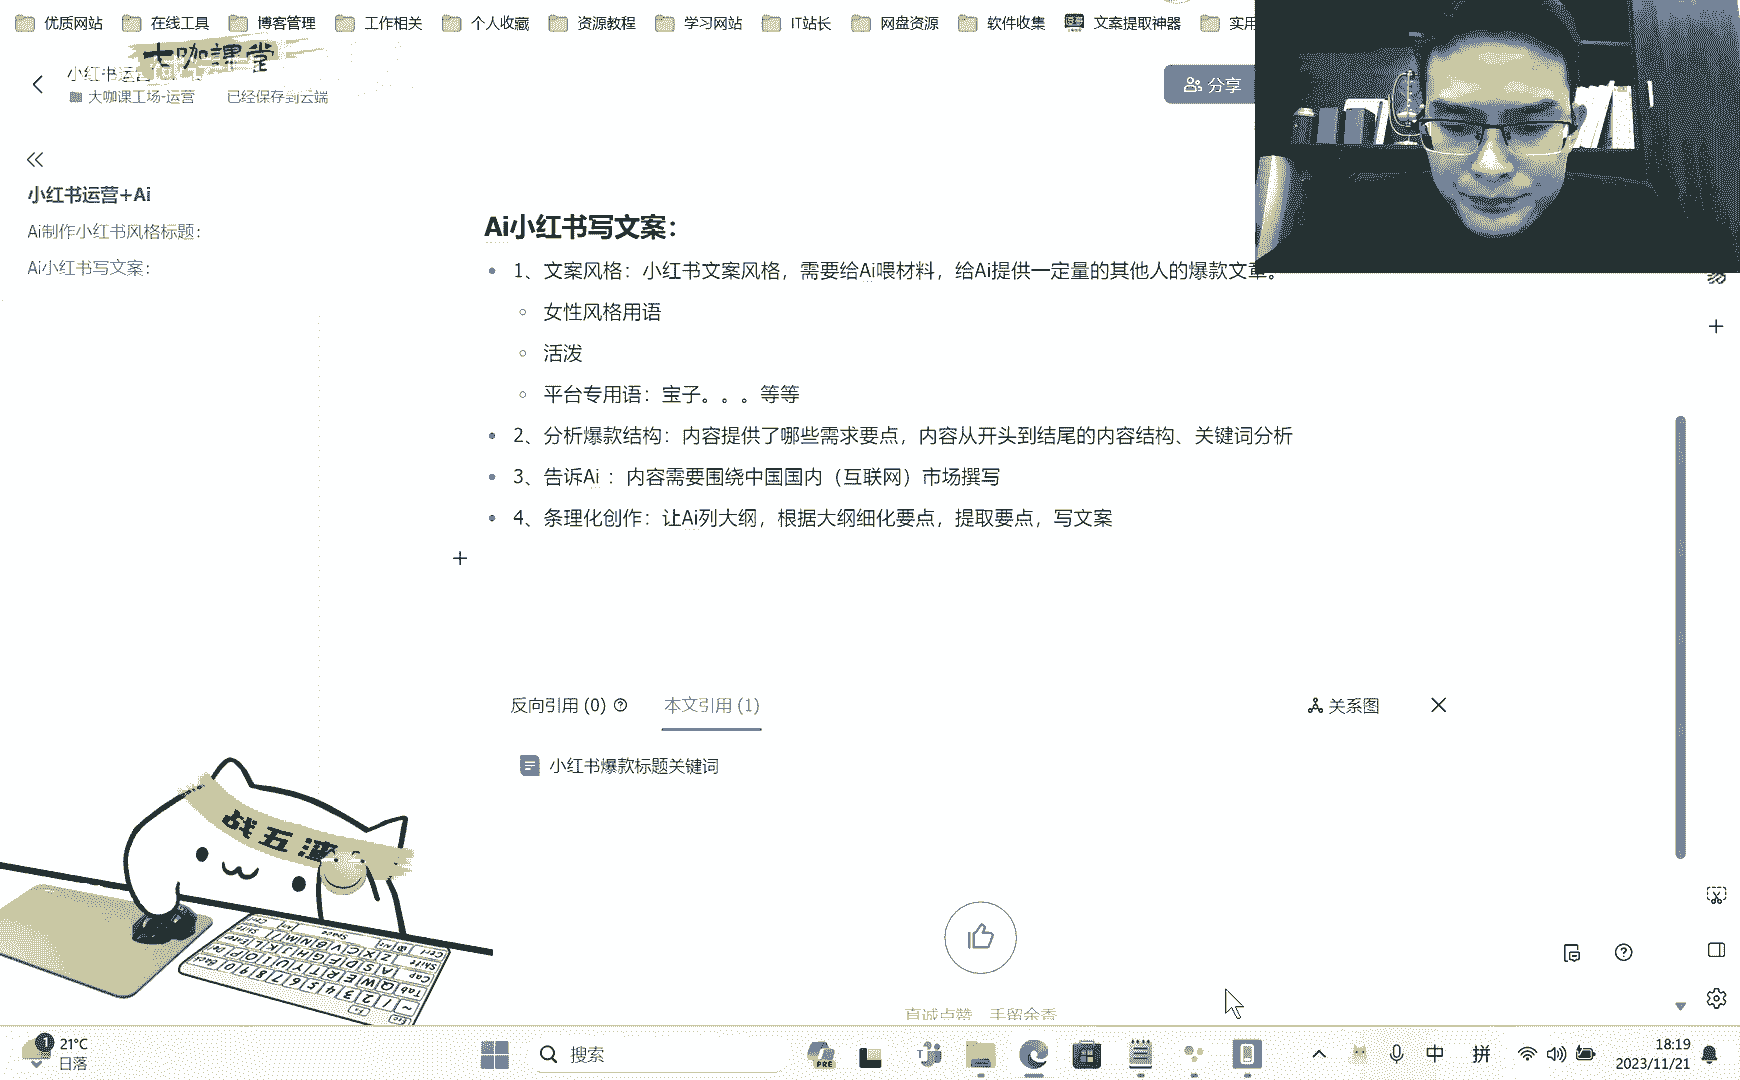 优质网站 在线工具 博客管理 工作相关 个人收藏 资源教程 学习网站 IT站长 网盘资源 软件收集 文案提取神器 实用
大咖課堂
小红书运营
大咖课工场-运营 已经保存到云端
分享
小红书运营+Ai
Ai制作小红书风格标题：
Ai小红书写文案：
Ai小红书写文案：
1、文案风格：小红书文案风格，需要给Ai喂材料，给Ai提供一定量的其他人的爆款文章。
女性风格用语
活泼
平台专用语：宝子。。。等等
2、分析爆款结构：内容提供了哪些需求要点，内容从开头到结尾的内容结构、关键词分析
3、告诉Ai ：内容需要围绕中国国内（互联网）市场撰写
4、条理化创作：让Ai列大纲，根据大纲细化要点，提取要点，写文案
反向引用 (0) 本文引用 (1)
关系图
小红书爆款标题关键词
战五渣
真诚点赞，手留余香
1
21°C
日落
搜索
PRE
中 拼
18:19
2023/11/21